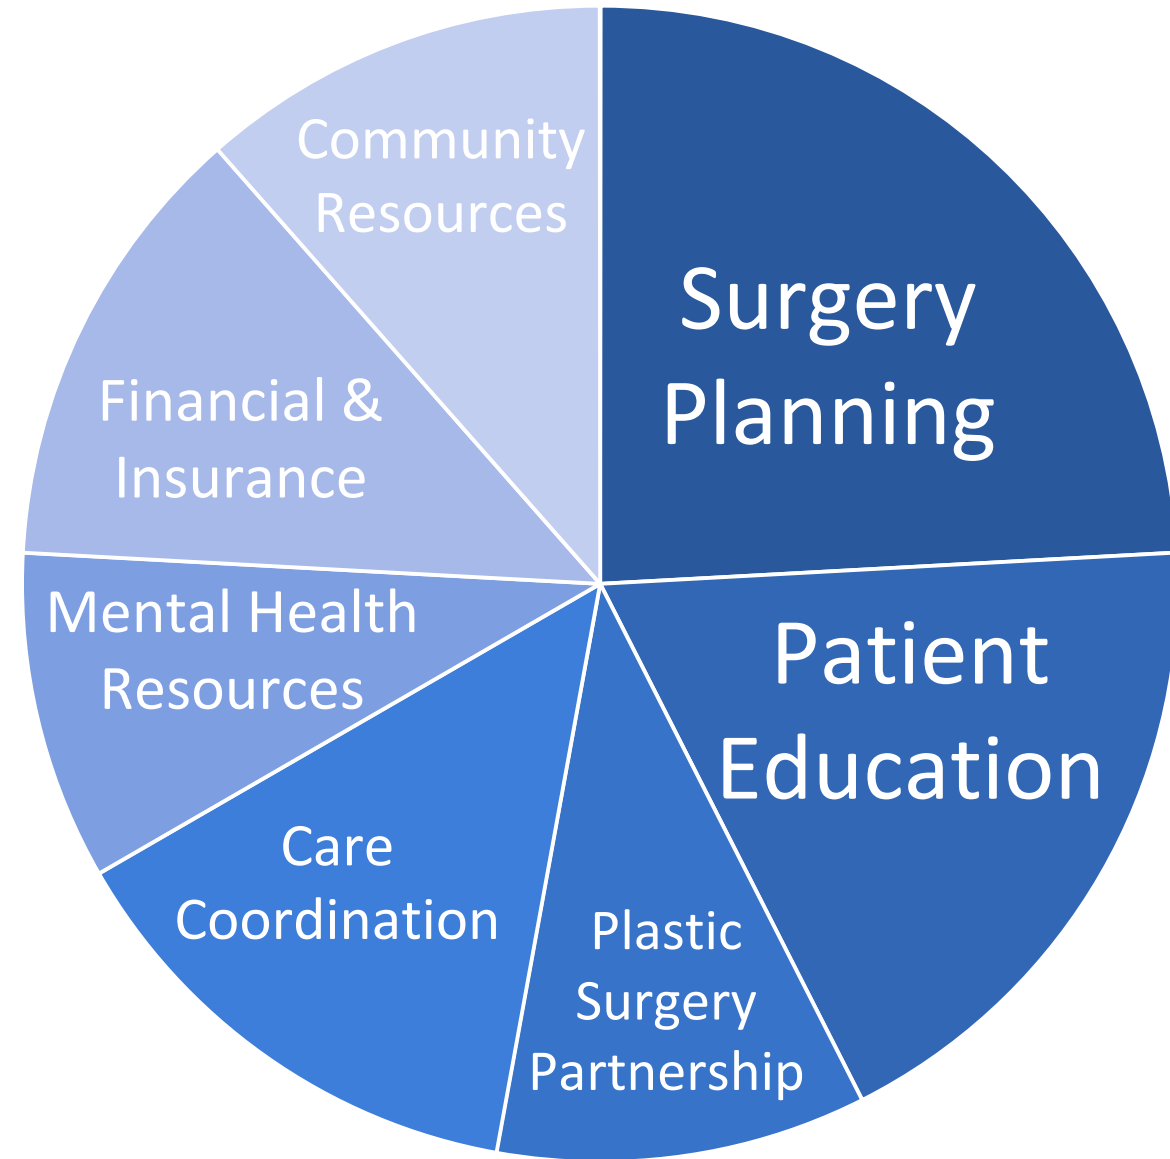 Community
Resources
Surgery
Planning
Financial &
Insurance
Mental Health
Resources
Patient
Education
Care
Coordination
Plastic
Surgery
Partnership